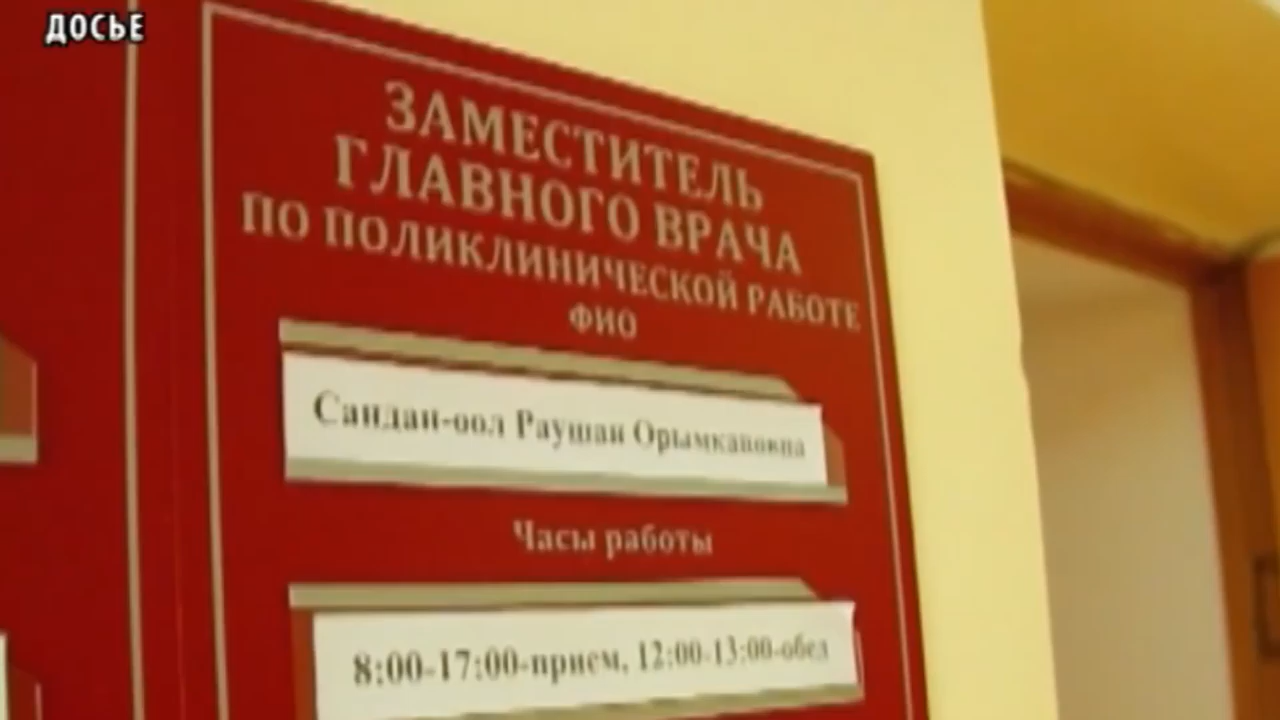 ДОСЬЕ
ЗАМЕСТИТЕЛЬ
ГЛАВНОГО ВРАЧА
ПО ПОЛИКЛИНИЧЕСКОЙ РАБОТЕ
ФИО
Сандан-оол Раушан Орымкановна
Часы работы
8:00-17:00-прием, 12:00-13:00-обед